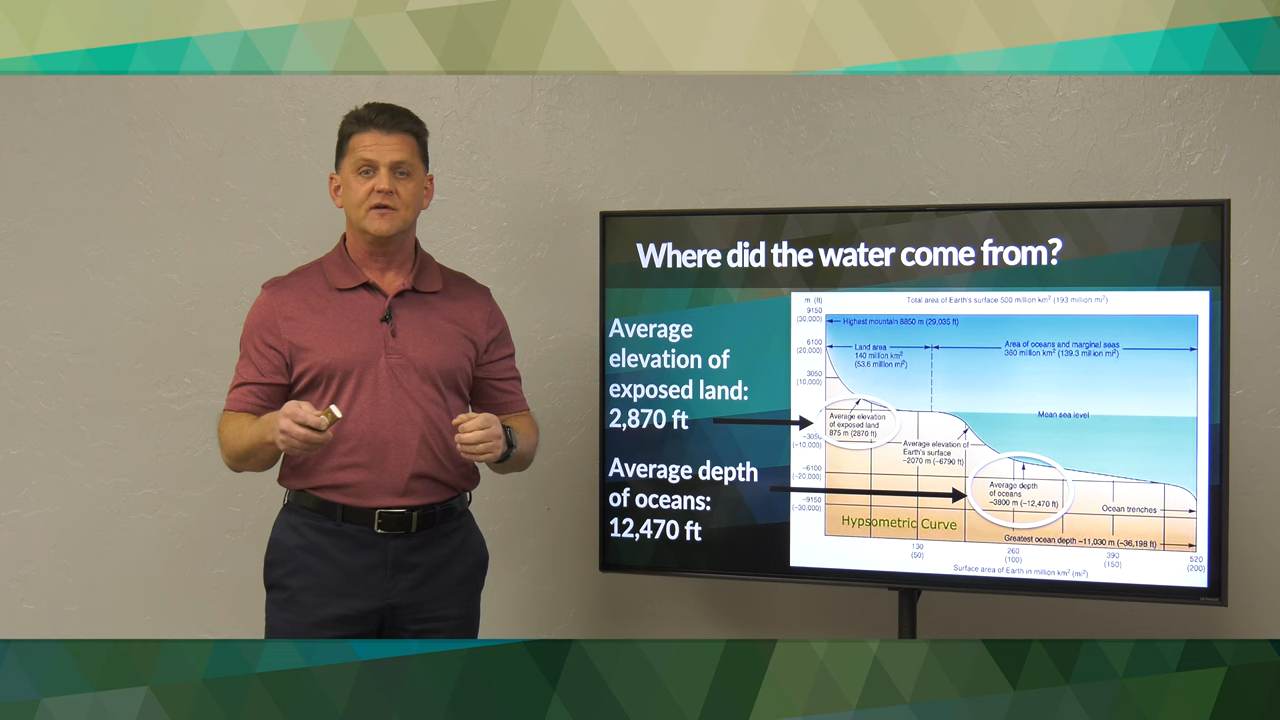 Where did the water come from?
Average
elevation of
exposed land:
2,870 ft
Average depth
of oceans:
12,470 ft
m (ft)
Total area of Earth's surface 500 million km² (193 million mi²)
9150
(30,000)
Highest mountain 8850 m (29,035 ft)
6100
(20,000)
Land area
140 million km²
(53.6 million mi²)
Area of oceans and marginal seas
360 million km² (139.3 million mi²)
3050
(10,000)
Mean sea level
Average elevation
of exposed land
875 m (2870 ft)
–3050
(–10,000)
Average elevation of
Earth's surface
–2070 m (–6790 ft)
–6100
(–20,000)
Average depth
of oceans
–3800 m (–12,470 ft)
–9150
(–30,000)
Ocean trenches
Hypsometric Curve
Greatest ocean depth –11,030 m (–36,198 ft)
130
(50)
260
(100)
390
(150)
520
(200)
Surface area of Earth in million km² (mi²)